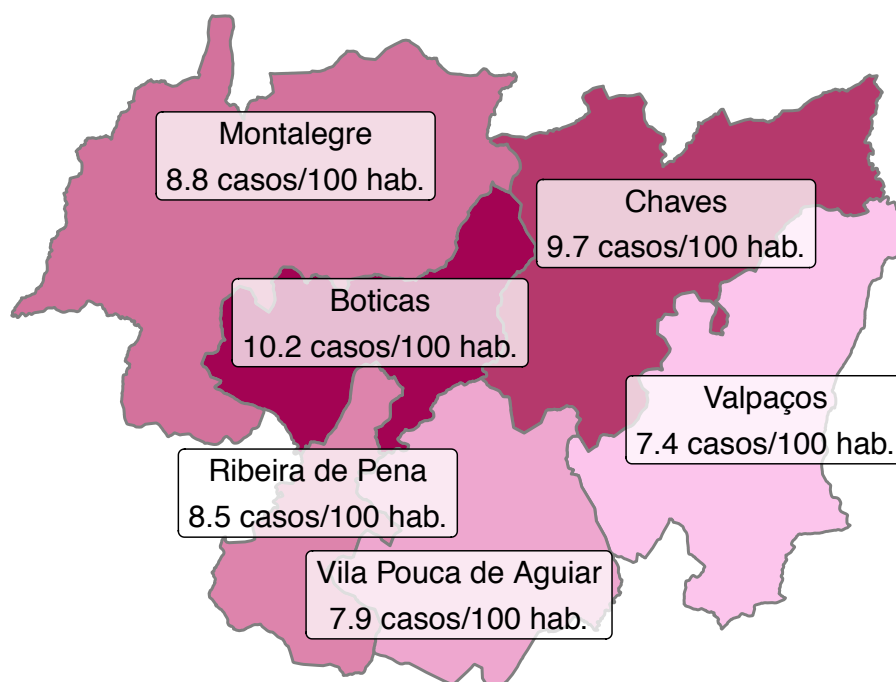 Montalegre
8.8 casos/100 hab.
Chaves
9.7 casos/100 hab.
Boticas
10.2 casos/100 hab.
Valpaços
7.4 casos/100 hab.
Ribeira de Pena
8.5 casos/100 hab.
Vila Pouca de Aguiar
7.9 casos/100 hab.